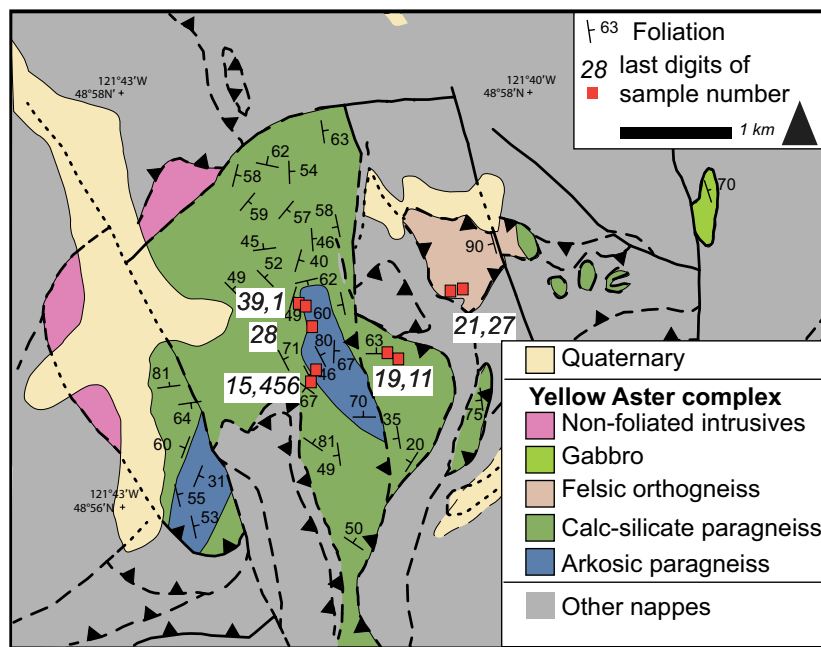 63 Foliation
28 last digits of
sample number
1 km
121°43'W
48°58N' +
121°40'W
48°58'N +
63
62
54
58
70
59
57
58
45
46
90
40
52
49
62
39,1
49
60
28
21,27
80
63
71
67
46
15,456
19,11
67
81
70
35
75
64
81
20
60
49
31
121°43'W
48°56'N' +
55
53
50
Quaternary
Yellow Aster complex
Non-foliated intrusives
Gabbro
Felsic orthogneiss
Calc-silicate paragneiss
Arkosic paragneiss
Other nappes